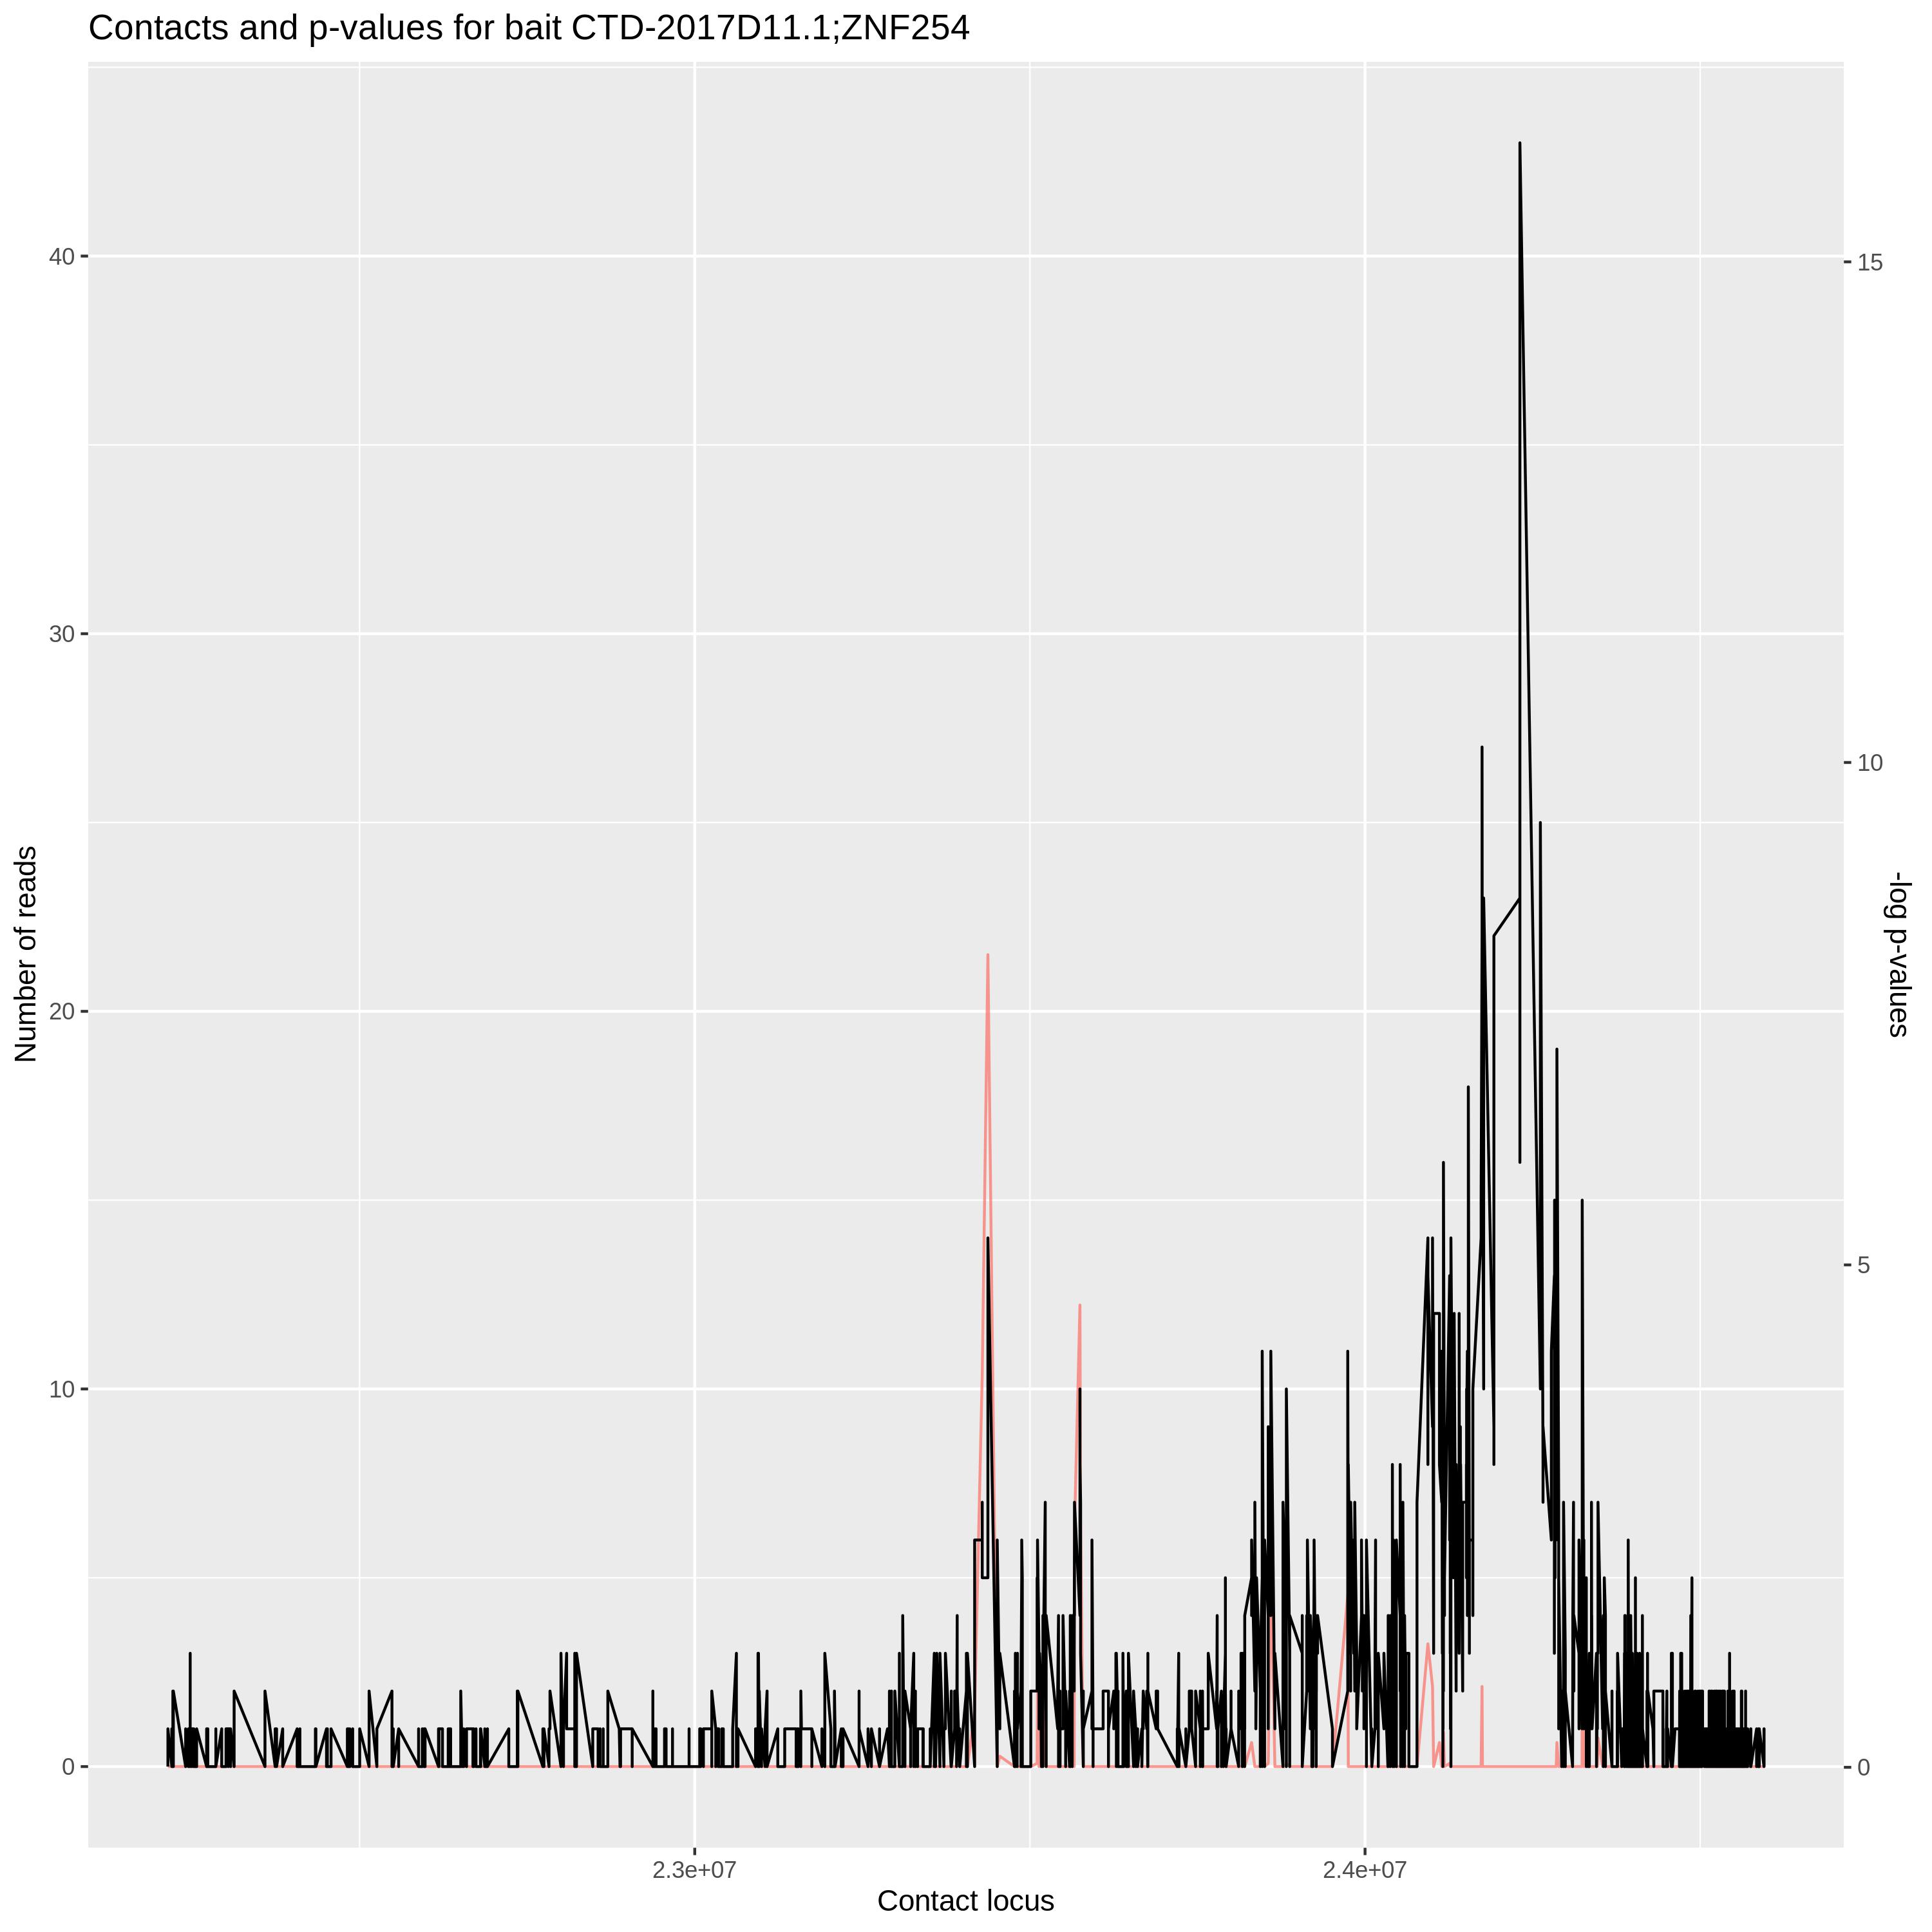 Contacts and p-values for bait CTD-2017D11.1;ZNF254
40
30
20
10
0
Number of reads
15
10
5
0
-log p-values
2.3e+07
2.4e+07
Contact locus